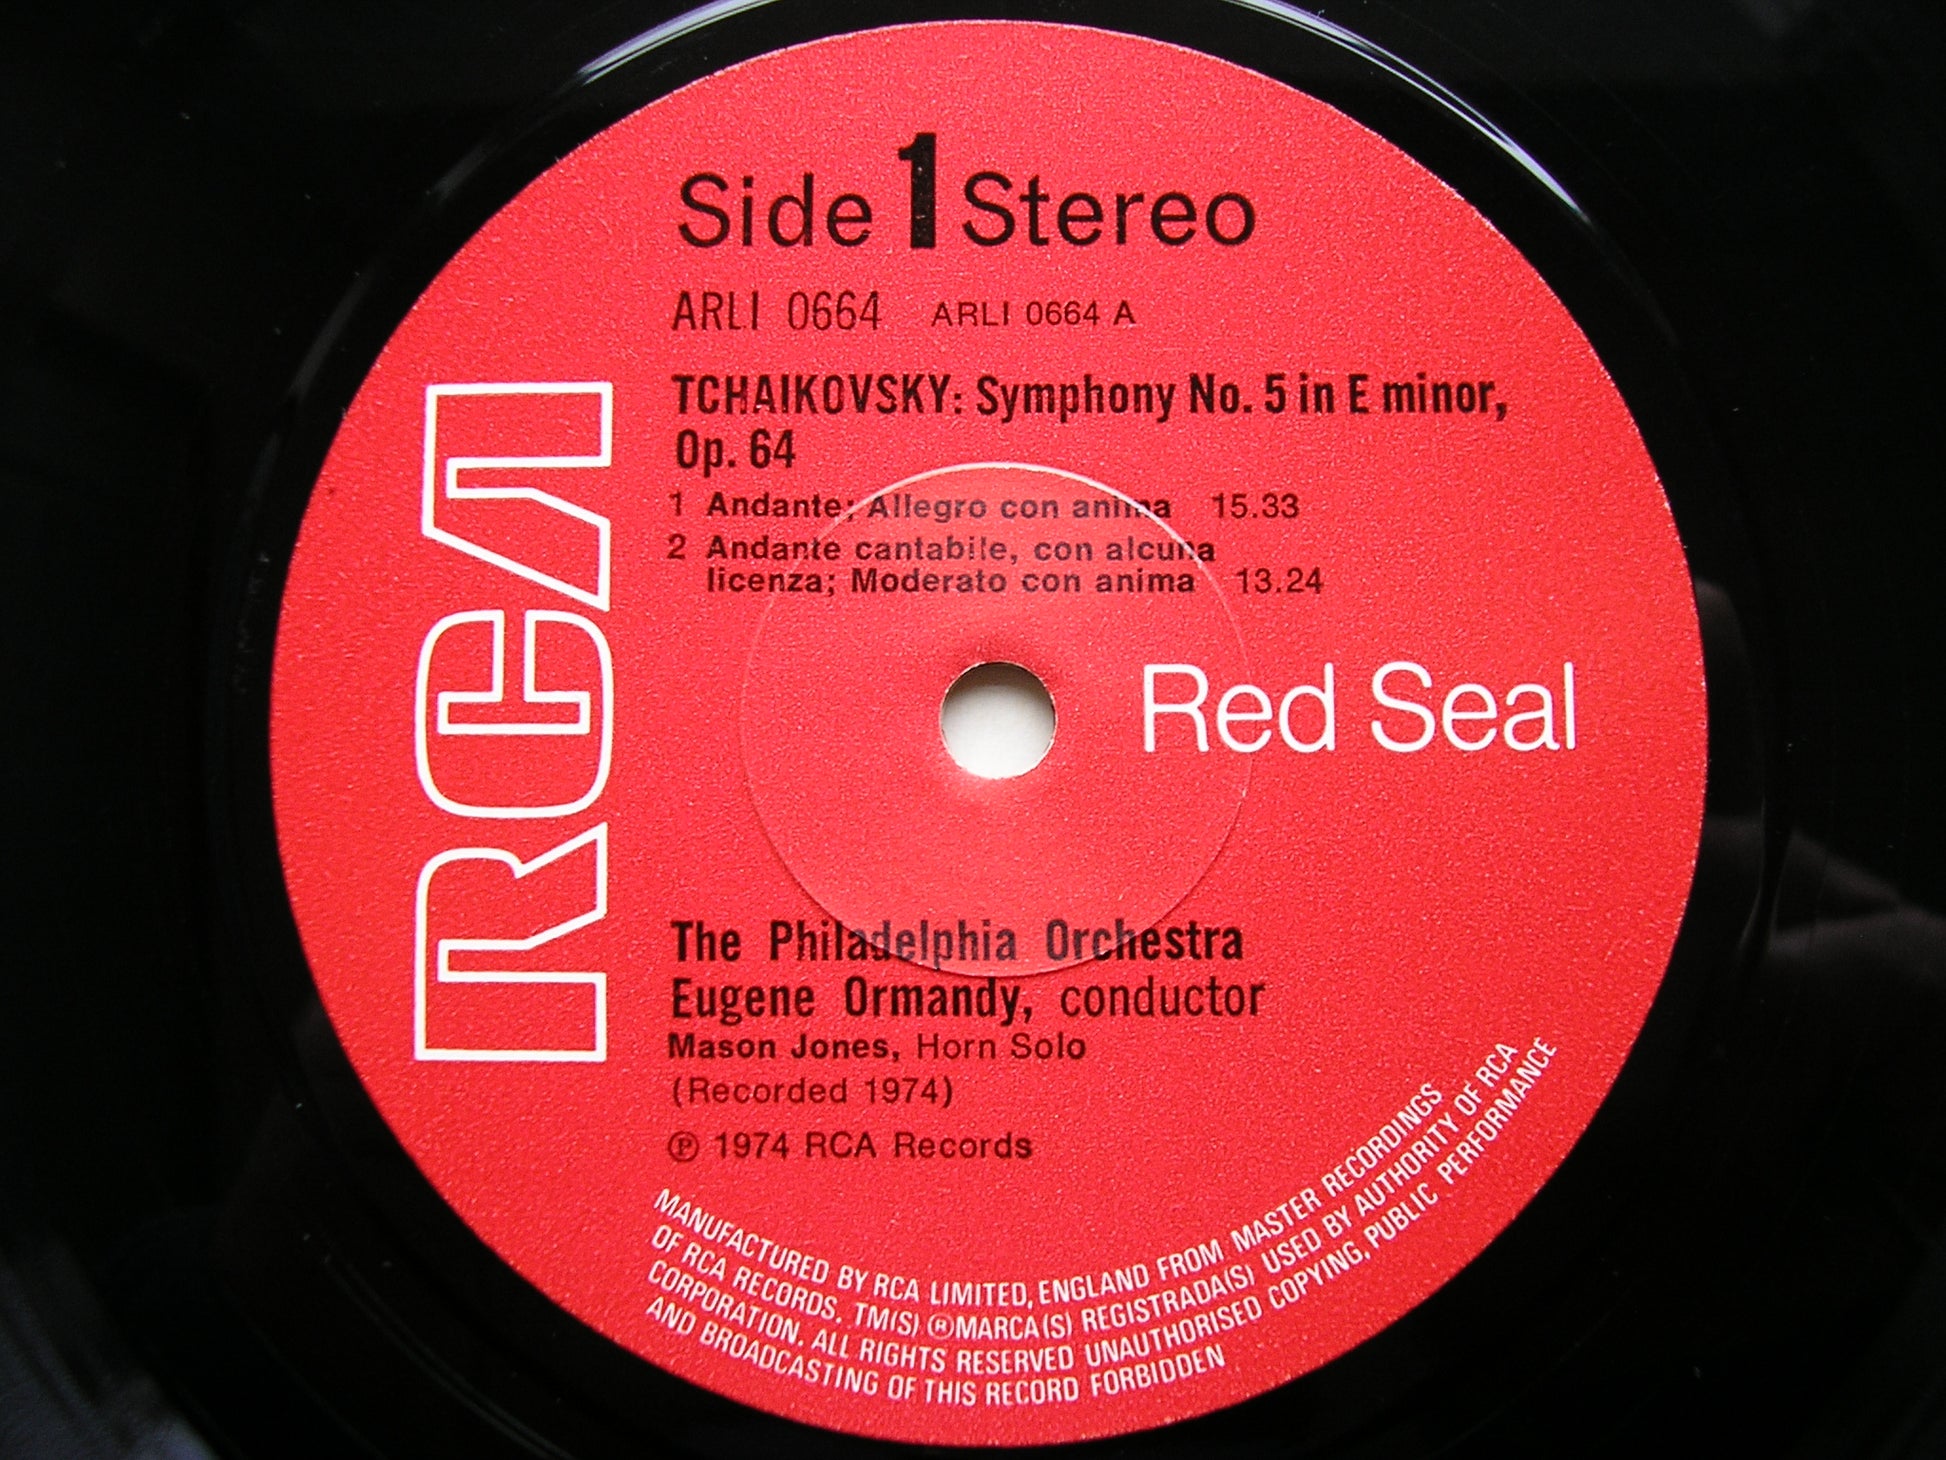 Side 1 Stereo
ARLI 0664 ARLI 0664 A
TCHAIKOVSKY: Symphony No. 5 in E minor,
Op. 64
1 Andante; Allegro con anima 15.33
2 Andante cantabile, con alcuna
licenza; Moderato con anima 13.24
RCA
Red Seal
The Philadelphia Orchestra
Eugene Ormandy, conductor
Mason Jones, Horn Solo
(Recorded 1974)
℗ 1974 RCA Records
MANUFACTURED BY RCA LIMITED, ENGLAND FROM MASTER RECORDINGS
OF RCA RECORDS. TM(S) ® MARCA(S) REGISTRADA(S) USED BY AUTHORITY OF RCA
CORPORATION. ALL RIGHTS RESERVED UNAUTHORISED COPYING, PUBLIC PERFORMANCE
AND BROADCASTING OF THIS RECORD FORBIDDEN